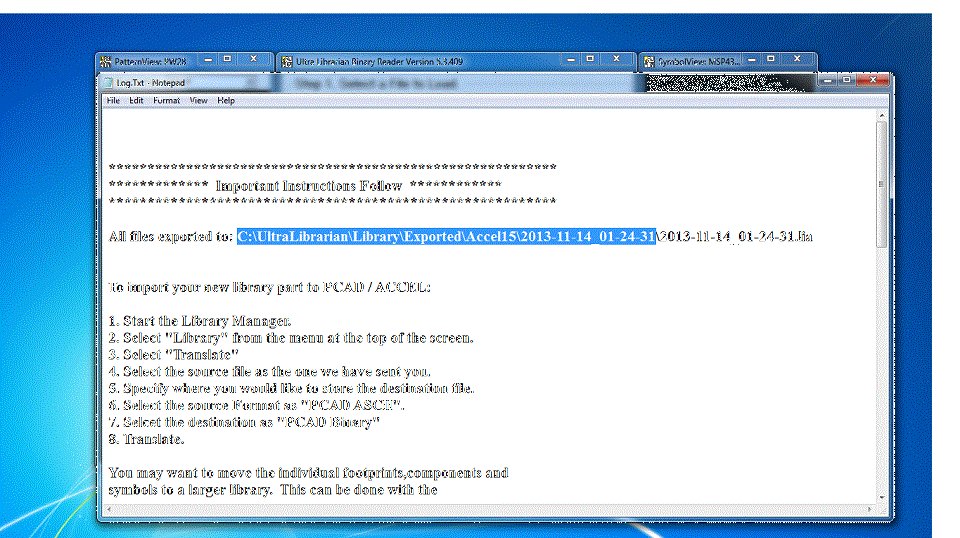 PatternView: PW28
Ultra Librarian Binary Reader Version 5.3.409
SymbolView: MSP43...
Log.Txt - Notepad
Step 1. Select a File to Load
File Edit Format View Help
**********************************************************
************* Important Instructions Follow ************
**********************************************************
All files exported to: C:\UltraLibrarian\Library\Exported\Accel15\2013-11-14_01-24-31\2013-11-14_01-24-31.lia
To import your new library part to PCAD / ACCEL:
1. Start the Library Manager.
2. Select "Library" from the menu at the top of the screen.
3. Select "Translate"
4. Select the source file as the one we have sent you.
5. Specify where you would like to store the destination file.
6. Select the source Format as "PCAD ASCII".
7. Select the destination as "PCAD Binary"
8. Translate.
You may want to move the individual footprints,components and
symbols to a larger library. This can be done with the